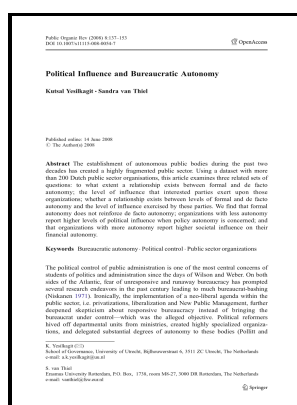 Public Organiz Rev (2008) 8:137–153
DOI 10.1007/s11115-008-0054-7
OpenAccess
Political Influence and Bureaucratic Autonomy
Kutsal Yesilkagit · Sandra van Thiel
Published online: 14 June 2008
© The Author(s) 2008
Abstract The establishment of autonomous public bodies during the past two
decades has created a highly fragmented public sector. Using a dataset with more
than 200 Dutch public sector organisations, this article examines three related sets of
questions: to what extent a relationship exists between formal and de facto
autonomy; the level of influence that interested parties exert upon those
organizations; whether a relationship exists between levels of formal and de facto
autonomy and the level of influence exercised by those parties. We find that formal
autonomy does not reinforce de facto autonomy; organizations with less autonomy
report higher levels of political influence when policy autonomy is concerned; and
that organizations with more autonomy report higher societal influence on their
financial autonomy.
Keywords Bureaucratic autonomy · Political control · Public sector organizations
The political control of public administration is one of the most central concerns of
students of politics and administration since the days of Wilson and Weber. On both
sides of the Atlantic, fear of unresponsive and runaway bureaucracy has prompted
several research endeavors in the past century leading to much bureaucrat-bashing
(Niskanen 1971). Ironically, the implementation of a neo-liberal agenda within the
public sector, i.e. privatizations, liberalization and New Public Management, further
deepened skepticism about responsive bureaucracy instead of bringing the
bureaucrat under control—which was the alleged objective. Political reformers
hived off departmental units from ministries, created highly specialized organiza-
tions, and delegated substantial degrees of autonomy to these bodies (Pollitt and
K. Yesilkagit
School of Governance, University of Utrecht, Bijlhouwerstraat 6, 3511 ZC Utrecht, The Netherlands
S. van Thiel
Erasmus University Rotterdam, P.O. Box, 1738, room M8-27, 3000 DR Rotterdam, The Netherlands
Springer